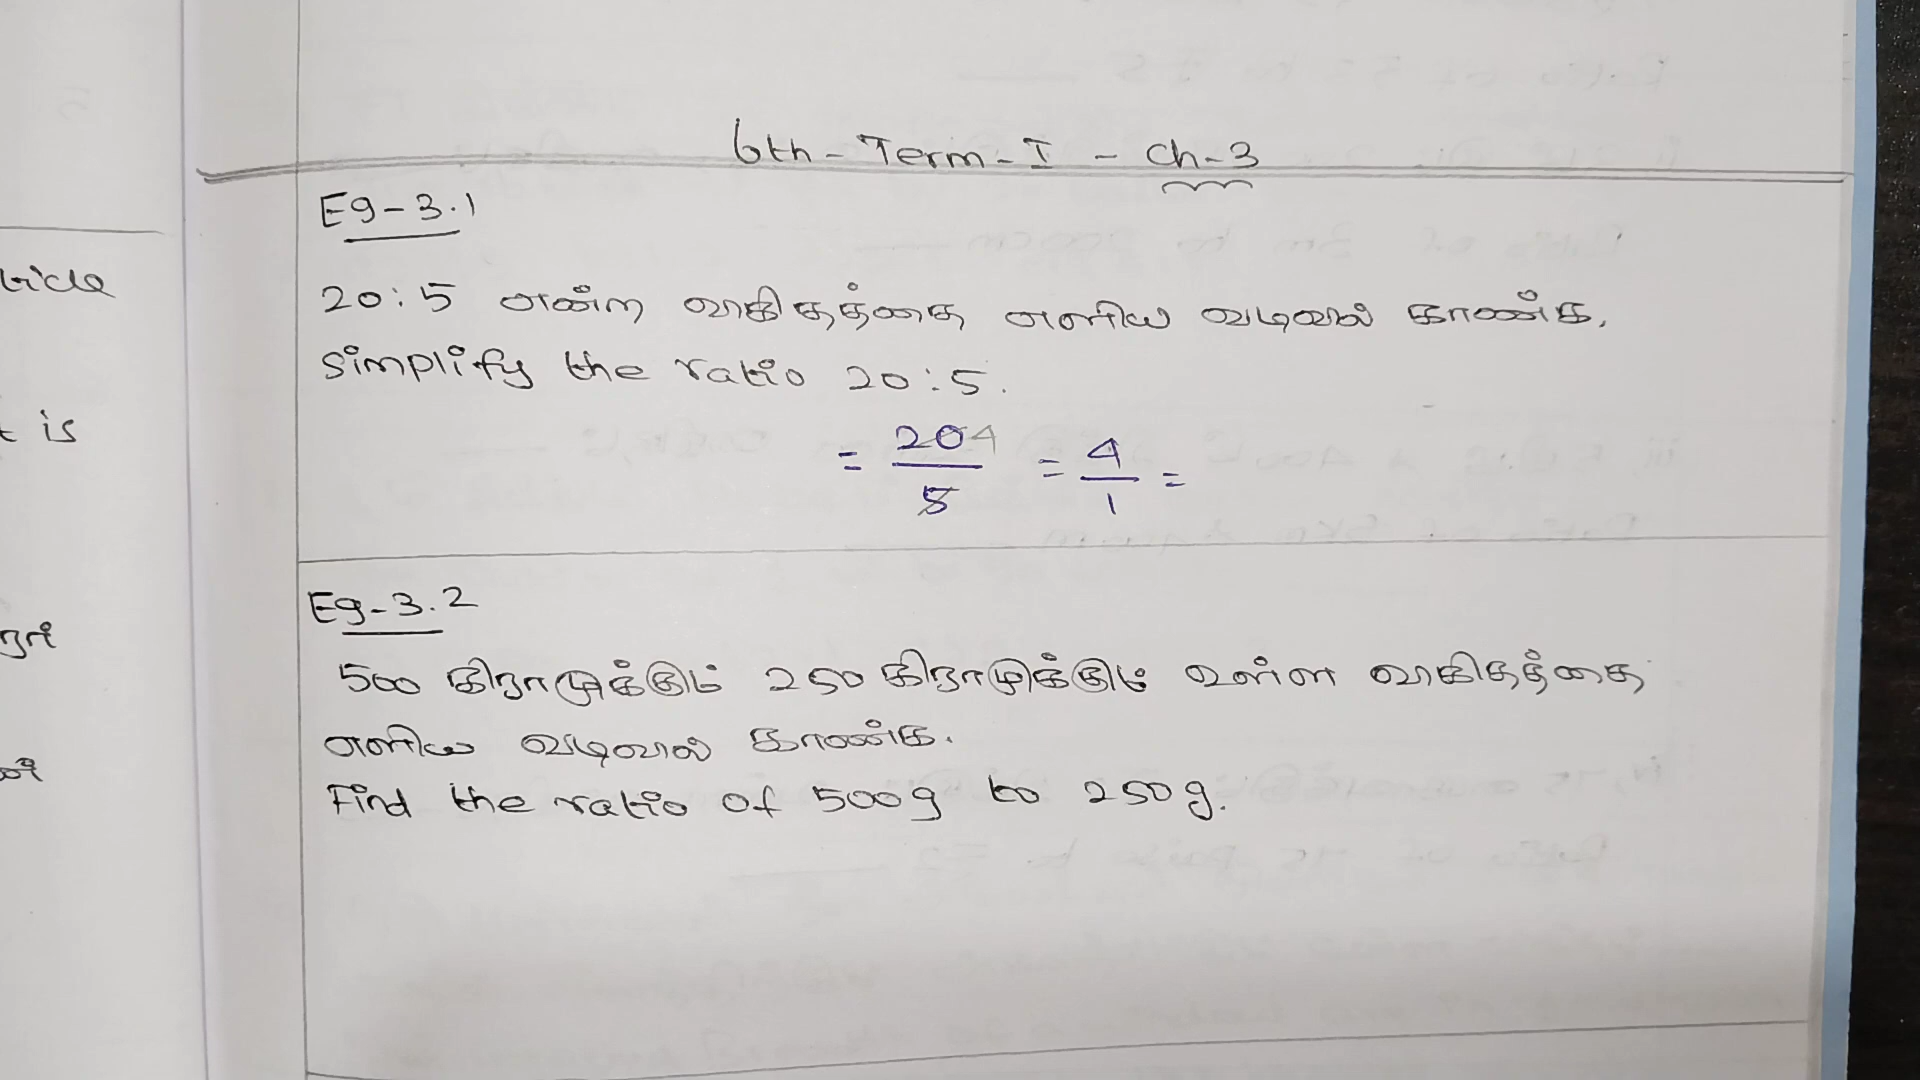 6th - Term - I - Ch-3
Eg-3.1
20:5 என்ற விகிதத்தை எளிய வடிவில் காண்க.
Simplify the ratio 20:5.
= 20 4 / 5 = 4 / 1 =
Eg-3.2
500 கிராமுக்கும் 250 கிராமுக்கும் உள்ள விகிதத்தை
எளிய வடிவில் காண்க.
Find the ratio of 500g to 250g.
is